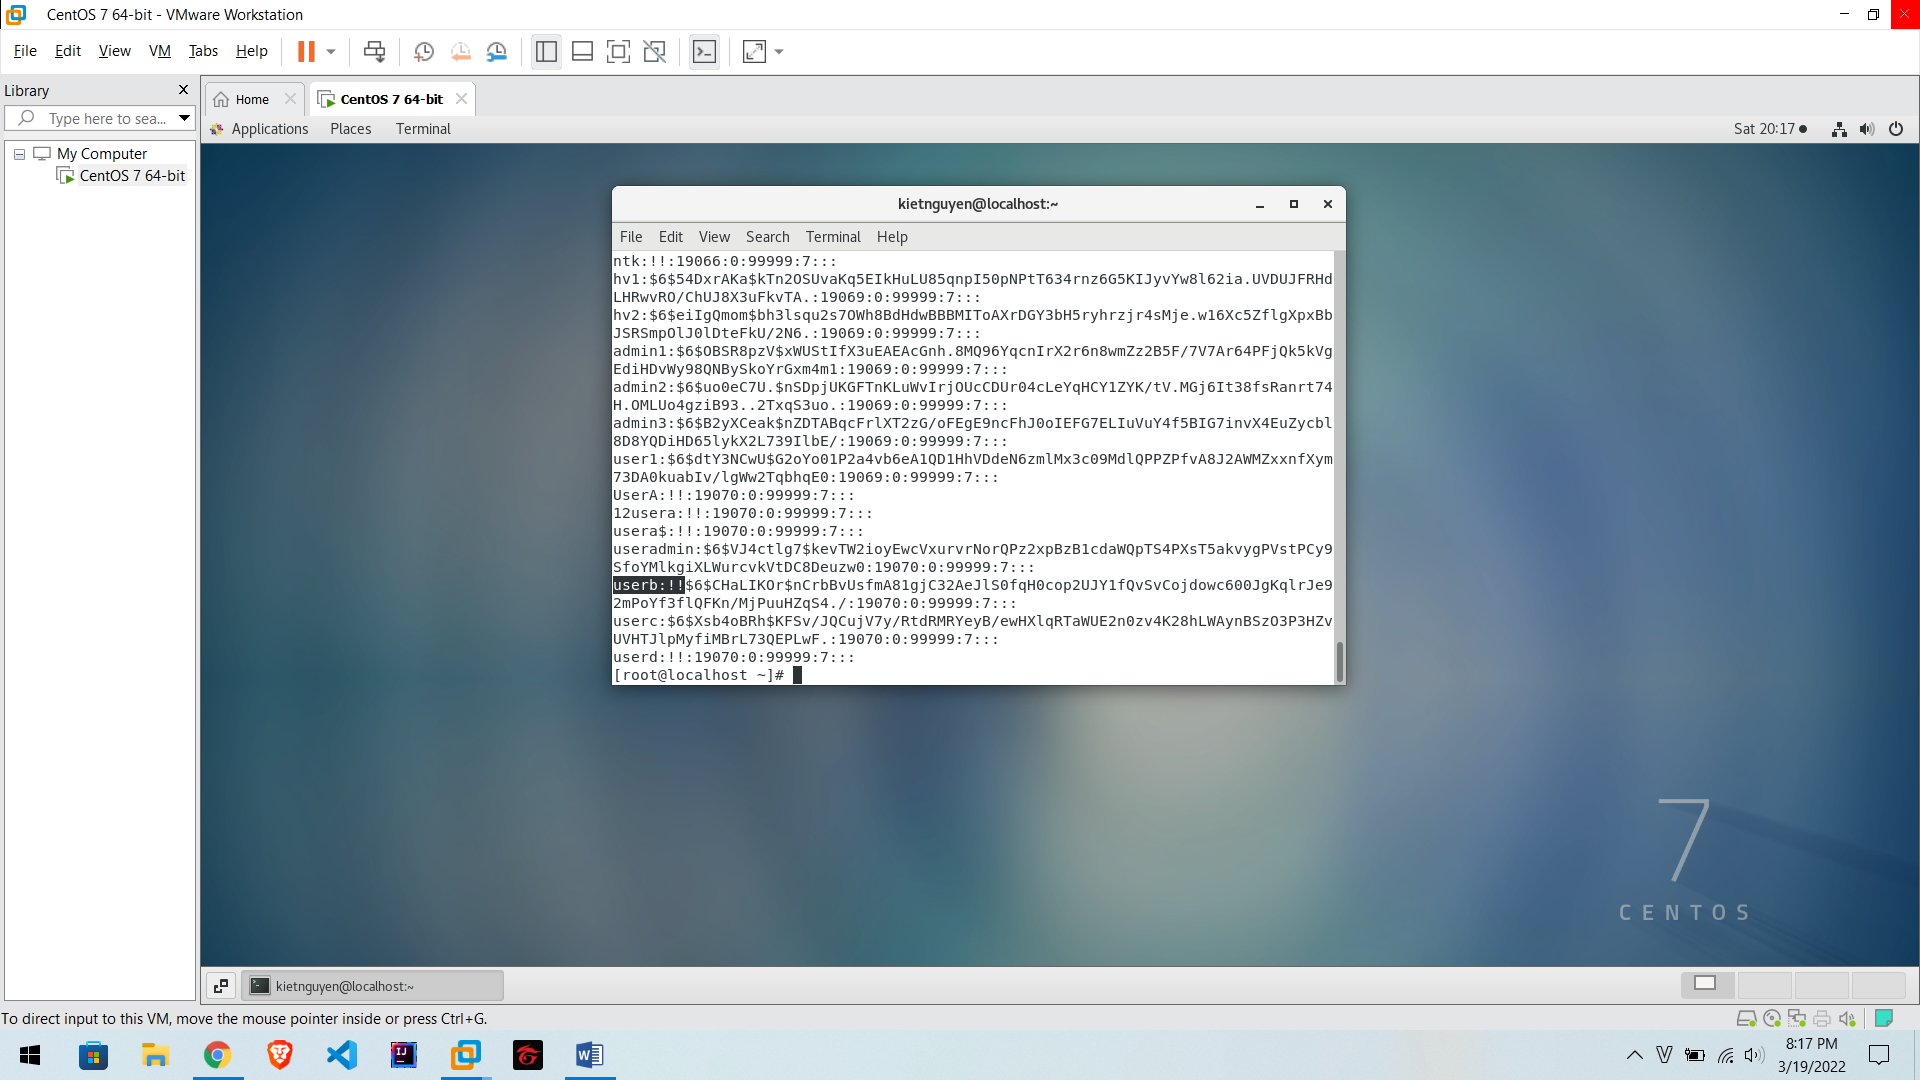 CentOS 7 64-bit - VMware Workstation
File Edit View VM Tabs Help
Library
Type here to sea...
My Computer
CentOS 7 64-bit
Home
CentOS 7 64-bit
Applications Places Terminal
Sat 20:17
kietnguyen@localhost:~
File Edit View Search Terminal Help
ntk:!!:19066:0:99999:7:::
hv1:$6$54DxrAKa$kTn2OSUvaKq5EIkHuLU85qnpI50pNPtT634rnz6G5KIJyvYw8l62ia.UVDUJFRHd
LHRwvRO/ChUJ8X3uFkvTA.:19069:0:99999:7:::
hv2:$6$eiIgQmom$bh3lsqu2s7OWh8BdHdwBBBMIToAXrDGY3bH5ryhrzjr4sMje.w16Xc5ZflgXpxBb
JSRSmpOlJ0lDteFkU/2N6.:19069:0:99999:7:::
admin1:$6$OBSR8pzV$xWUStIfX3uEAEAcGnh.8MQ96YqcnIrX2r6n8wmZz2B5F/7V7Ar64PFjQk5kVg
EdiHDvWy98QNBySkoYrGxm4m1:19069:0:99999:7:::
admin2:$6$uo0eC7U.$nSDpjUKGFTnKLuWvIrjOUcCDUr04cLeYqHCY1ZYK/tV.MGj6It38fsRanrt74
H.OMLUo4gziB93..2TxqS3uo.:19069:0:99999:7:::
admin3:$6$B2yXCeak$nZDTABqcFrlXT2zG/oFEgE9ncFhJ0oIEFG7ELIuVuY4f5BIG7invX4EuZycbl
8D8YQDiHD65lykX2L739IlbE/:19069:0:99999:7:::
user1:$6$dtY3NCwU$G2oYo01P2a4vb6eA1QD1HhVDdeN6zmlMx3c09MdlQPPZPfvA8J2AWMZxxnfXym
73DA0kuabIv/lgWw2TqbhqE0:19069:0:99999:7:::
UserA:!!:19070:0:99999:7:::
12usera:!!:19070:0:99999:7:::
usera$:!!:19070:0:99999:7:::
useradmin:$6$VJ4ctlg7$kevTW2ioyEwcVxurvrNorQPz2xpBzB1cdaWQpTS4PXsT5akvygPVstPCy9
SfoYMlkgiXLWurcvkVtDC8Deuzw0:19070:0:99999:7:::
userb:!!$6$CHaLIKOr$nCrbBvUsfmA81gjC32AeJlS0fqH0cop2UJY1fQvSvCojdowc600JgKqlrJe9
2mPoYf3flQFKn/MjPuuHZqS4./:19070:0:99999:7:::
userc:$6$Xsb4oBRh$KFSv/JQCujV7y/RtdRMRYeyB/ewHXlqRTaWUE2n0zv4K28hLWAynBSzO3P3HZv
UVHTJlpMyfiMBrL73QEPLwF.:19070:0:99999:7:::
userd:!!:19070:0:99999:7:::
[root@localhost ~]#
7
CENTOS
kietnguyen@localhost:~
To direct input to this VM, move the mouse pointer inside or press Ctrl+G.
8:17 PM
3/19/2022